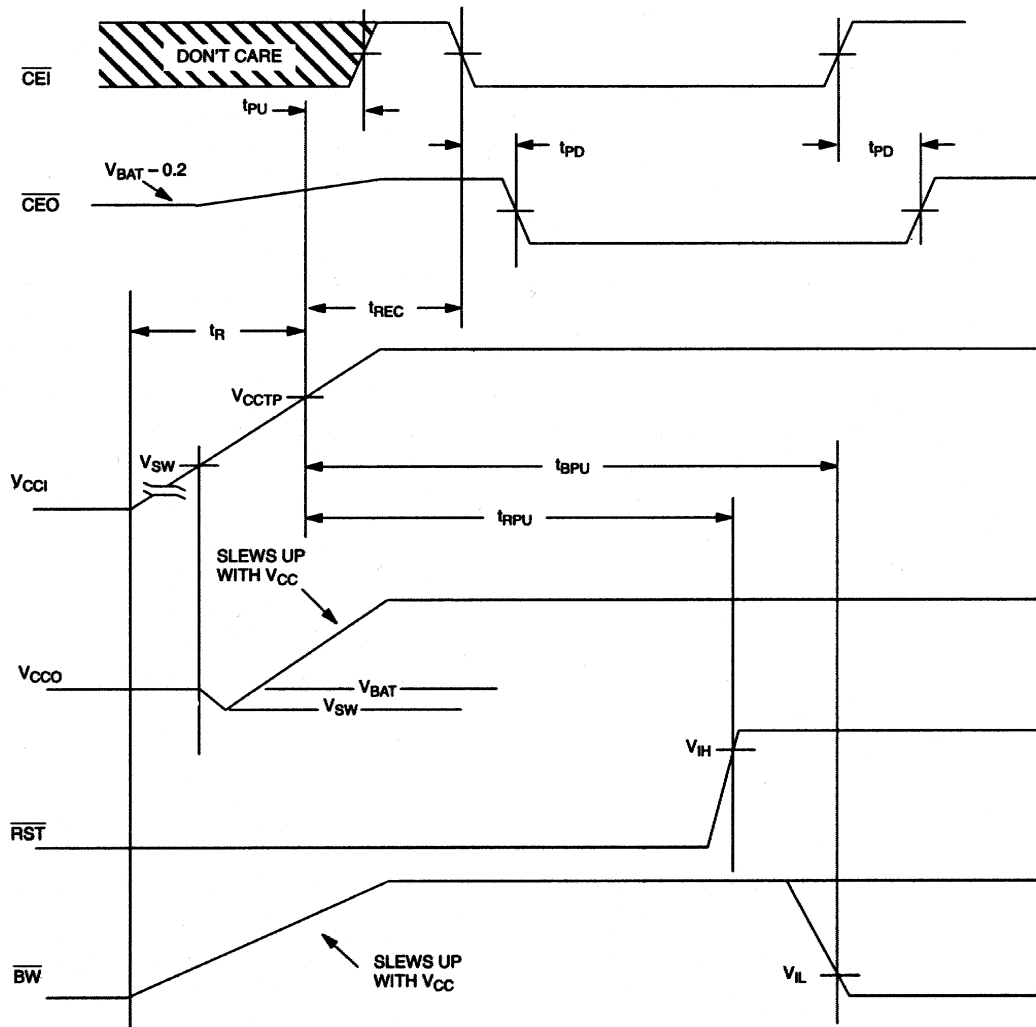 DON'T CARE
CEI
tPU
tPD
tPD
VBAT – 0.2
CEO
tREC
tR
VCCTP
VSW
tBPU
VCCI
tRPU
SLEWS UP
WITH VCC
VCCO
VBAT
VSW
VIH
RST
SLEWS UP
WITH VCC
BW
VIL